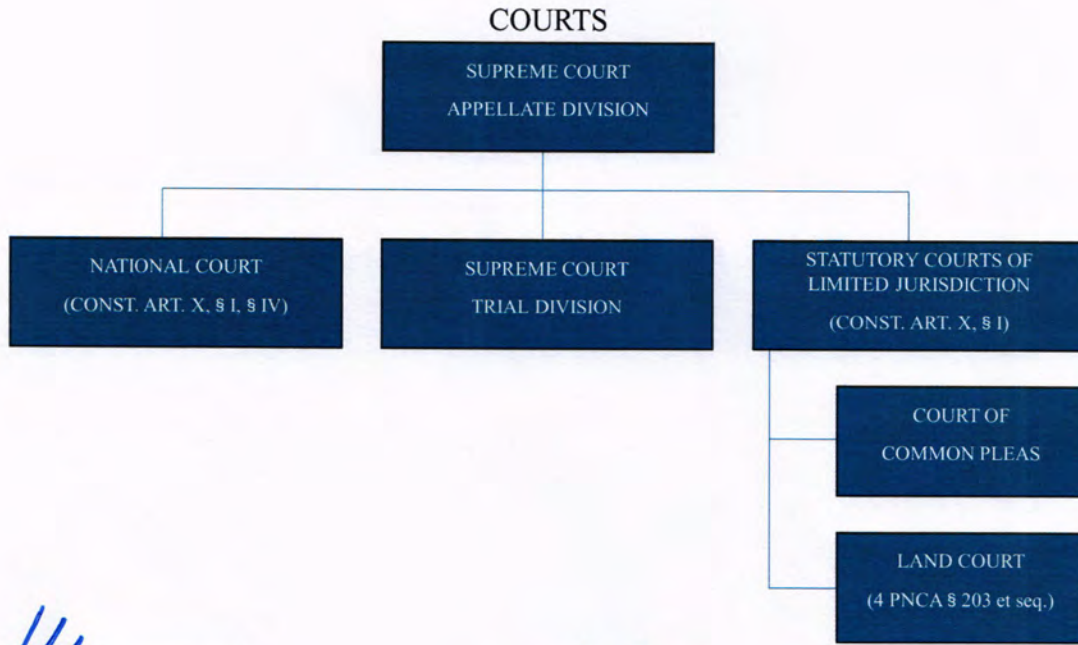 COURTS
SUPREME COURT
APPELLATE DIVISION
NATIONAL COURT
(CONST. ART. X, § I, § IV)
SUPREME COURT
TRIAL DIVISION
STATUTORY COURTS OF
LIMITED JURISDICTION
(CONST. ART. X, § I)
COURT OF
COMMON PLEAS
LAND COURT
(4 PNCA § 203 et seq.)